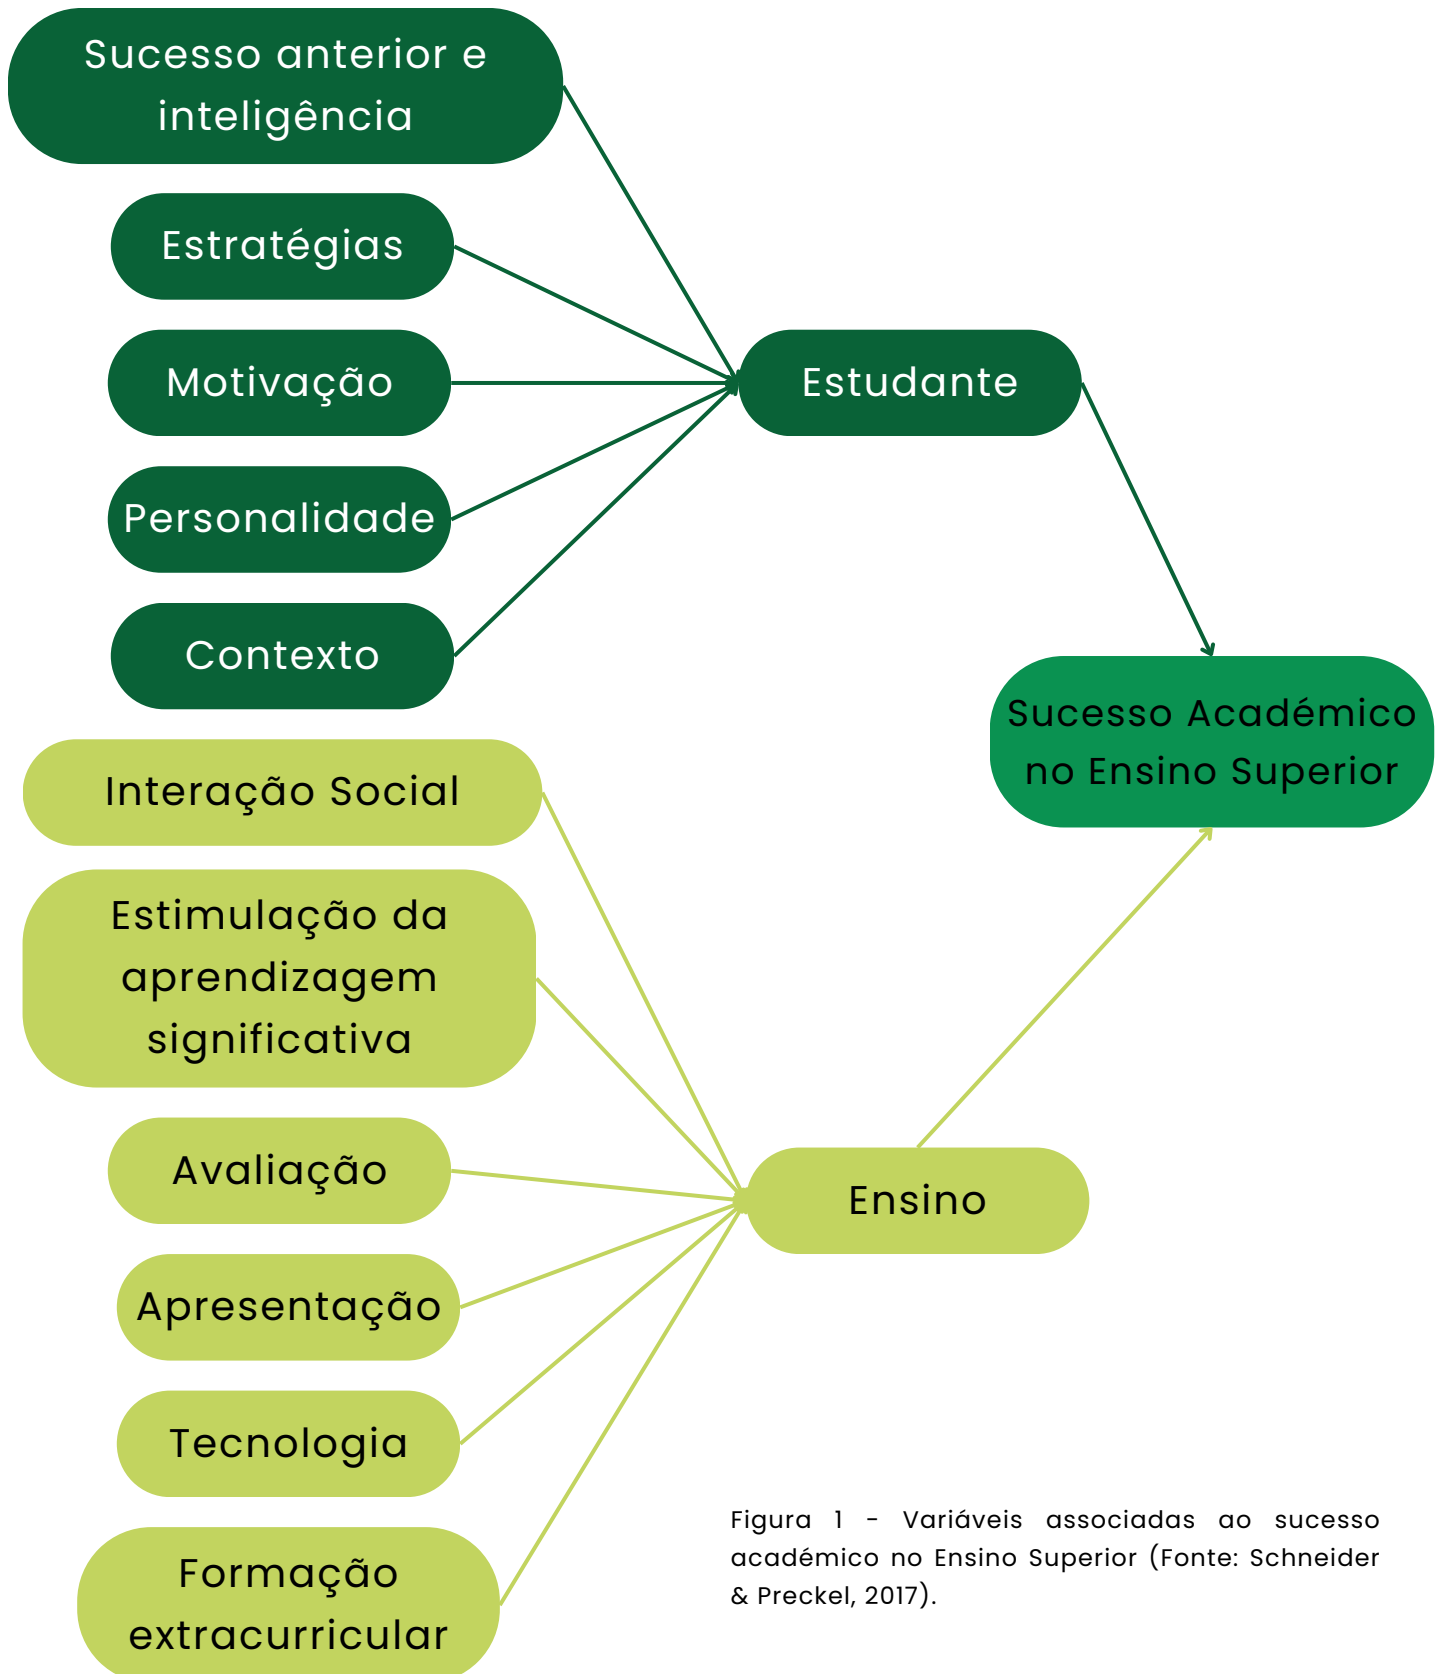 Sucesso anterior e
inteligência
Estratégias
Motivação
Estudante
Personalidade
Contexto
Sucesso Académico
no Ensino Superior
Interação Social
Estimulação da
aprendizagem
significativa
Avaliação
Ensino
Apresentação
Tecnologia
Formação
extracurricular
Figura 1 - Variáveis associadas ao sucesso
académico no Ensino Superior (Fonte: Schneider
& Preckel, 2017).